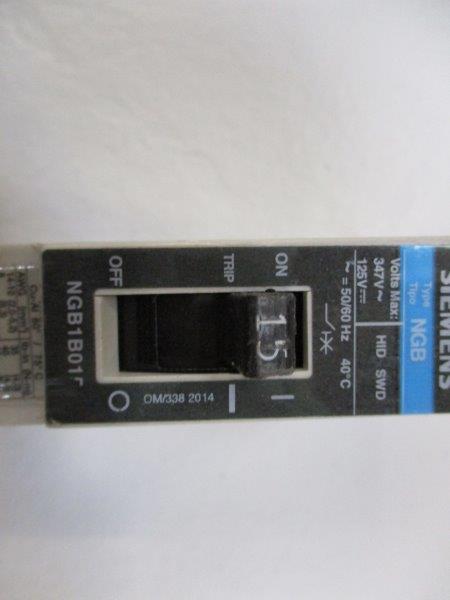 SIEMENS
Type
Tipo
NGB
Volts Max:
347V ~
125V
HID SWD
~ = 50/60 Hz 40°C
ON
15
TRIP
OFF
OM/338 2014
NGB1B01